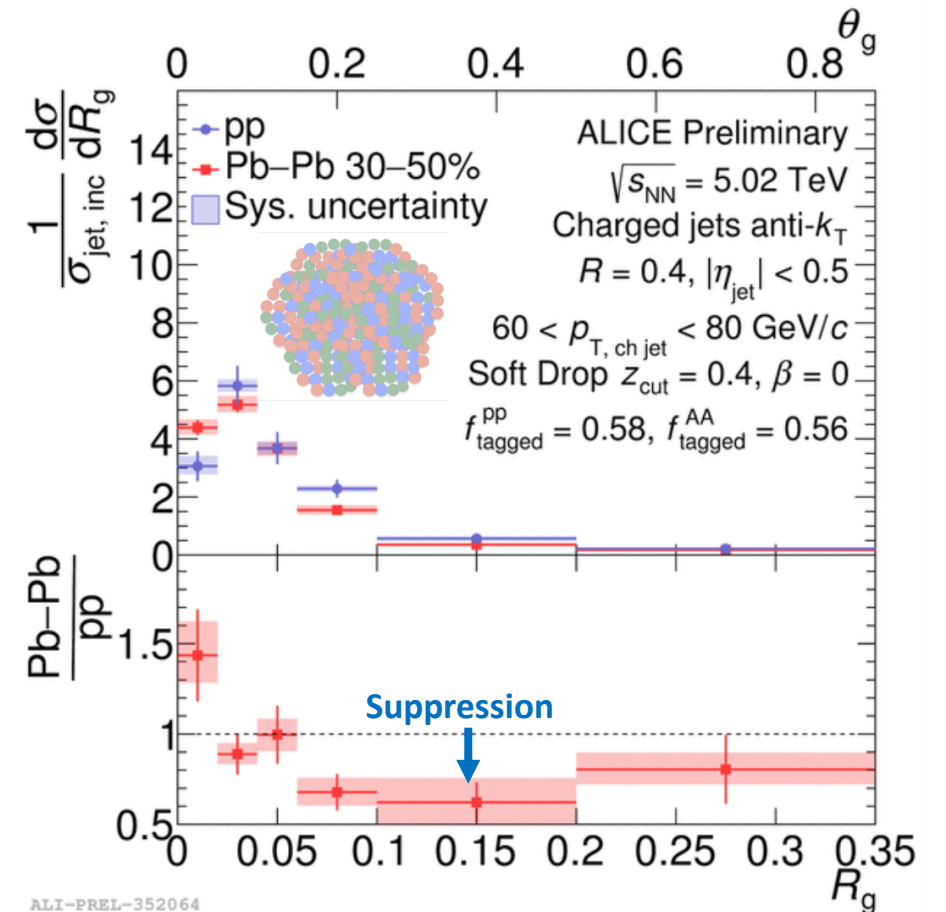 θg
0 0.2 0.4 0.6 0.8
1/σjet, inc dσ/dRg
14
12
10
8
6
4
2
0
pp
Pb–Pb 30–50%
Sys. uncertainty
ALICE Preliminary
√sNN = 5.02 TeV
Charged jets anti-kT
R = 0.4, |ηjet| < 0.5
60 < pT, ch jet < 80 GeV/c
Soft Drop zcut = 0.4, β = 0
f pp tagged = 0.58, f AA tagged = 0.56
Pb–Pb
pp
1.5
1
0.5
Suppression
0 0.05 0.1 0.15 0.2 0.25 0.3 0.35
Rg
ALI-PREL-352064